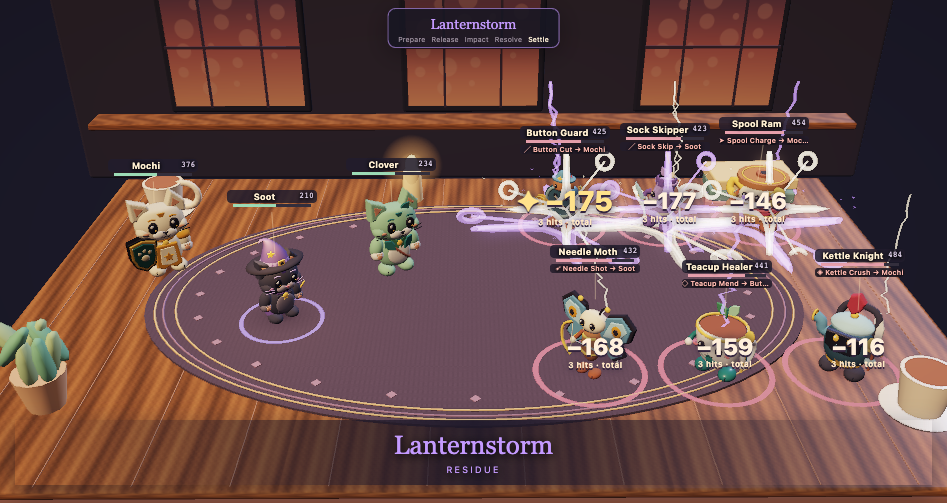 Lanternstorm
Prepare Release Impact Resolve Settle
Mochi 376
Soot 210
Clover 234
Button Guard 425
Button Cut → Mochi
Sock Skipper 423
Sock Skip → Soot
Spool Ram 454
Spool Charge → Moc...
−175
3 hits · total
−177
3 hits · total
−146
3 hits · total
Needle Moth 432
Needle Shot → Soot
Teacup Healer 441
Teacup Mend → But...
Kettle Knight 484
Kettle Crush → Mochi
−168
3 hits · total
−159
3 hits · total
−116
3 hits · total
Lanternstorm
RESIDUE